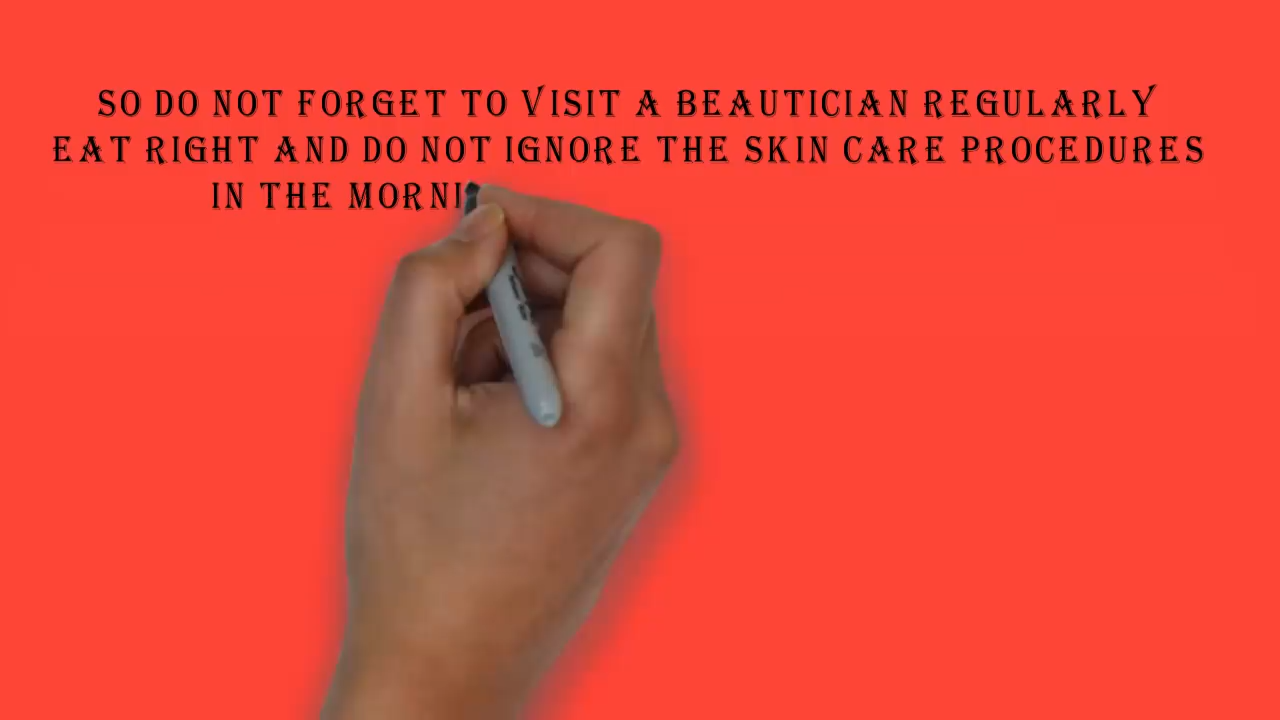 SO DO NOT FORGET TO VISIT A BEAUTICIAN REGULARLY
EAT RIGHT AND DO NOT IGNORE THE SKIN CARE PROCEDURES
IN THE MORNI